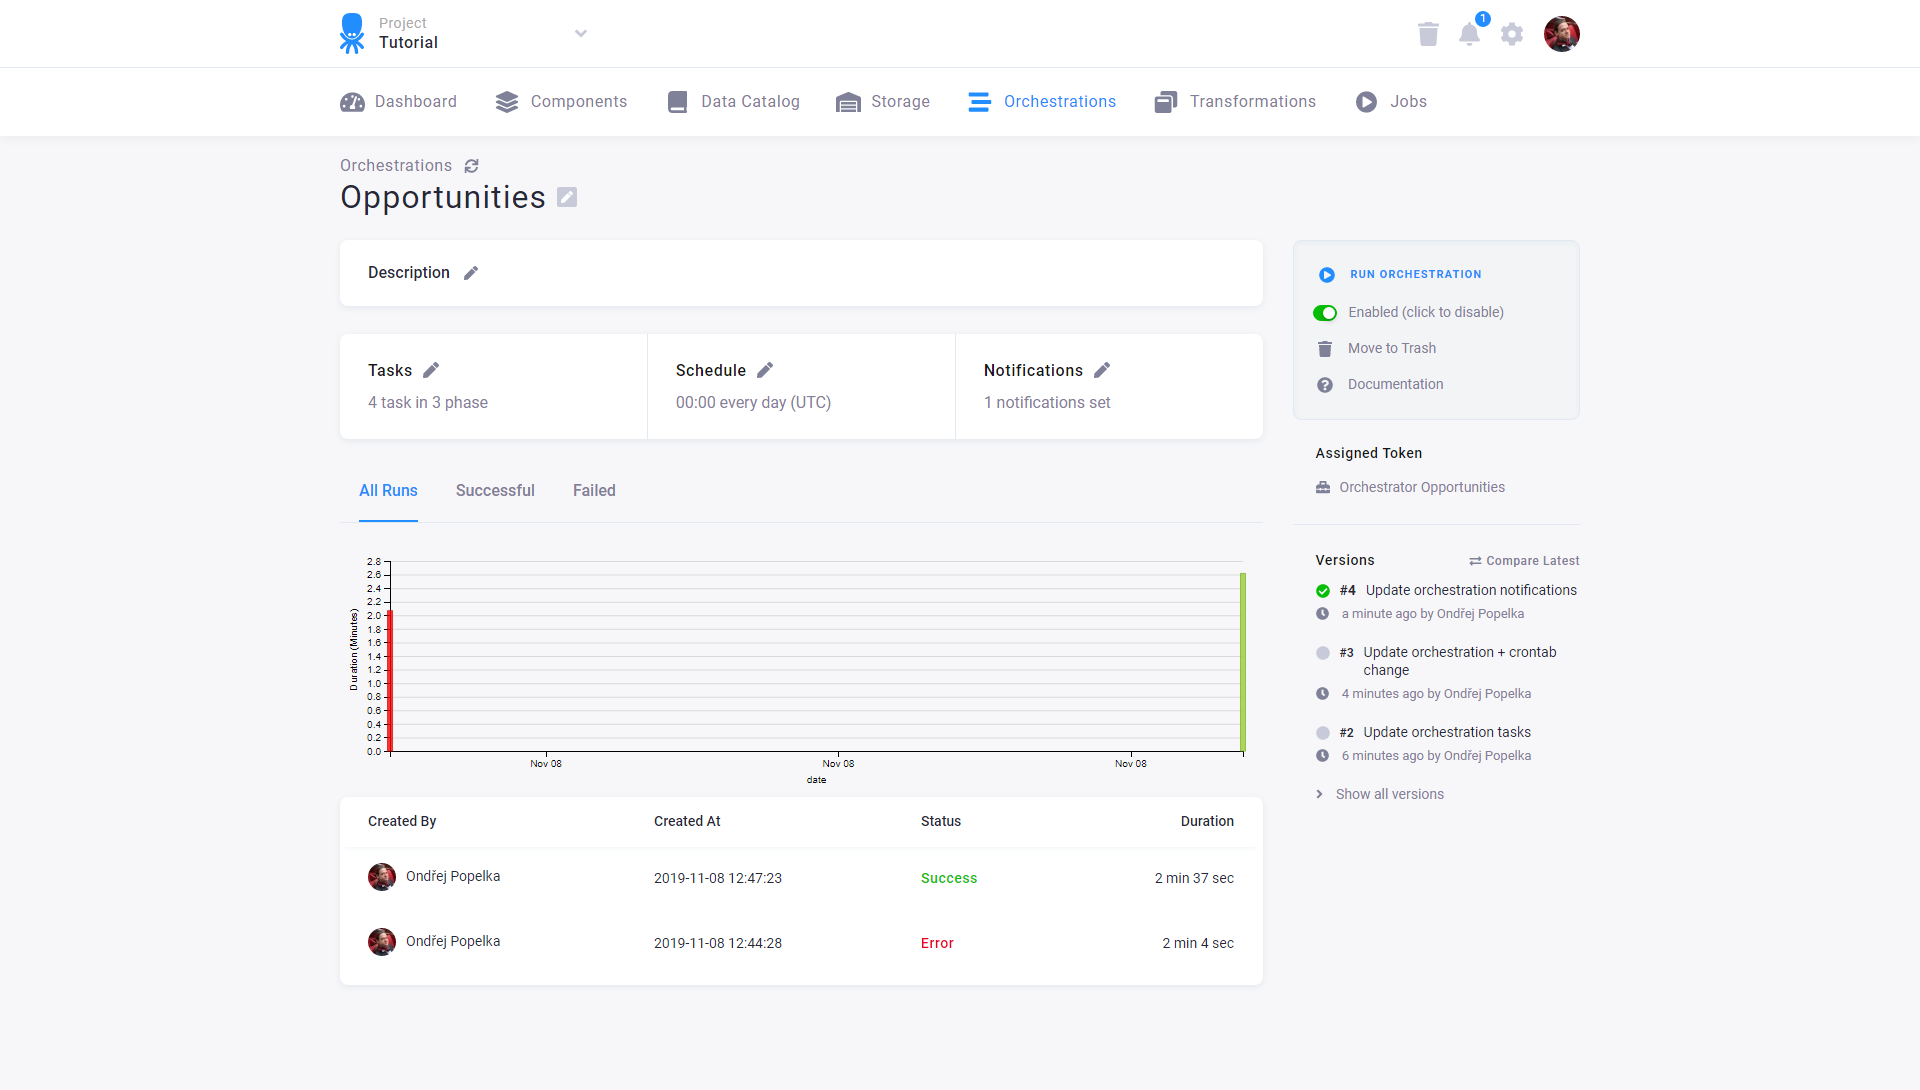 Project
Tutorial
1
Dashboard
Components
Data Catalog
Storage
Orchestrations
Transformations
Jobs
Orchestrations
Opportunities
Description
RUN ORCHESTRATION
Enabled (click to disable)
Move to Trash
Documentation
Tasks
4 task in 3 phase
Schedule
00:00 every day (UTC)
Notifications
1 notifications set
Assigned Token
Orchestrator Opportunities
All Runs
Successful
Failed
Versions
Compare Latest
#4 Update orchestration notifications
a minute ago by Ondřej Popelka
#3 Update orchestration + crontab
change
4 minutes ago by Ondřej Popelka
#2 Update orchestration tasks
6 minutes ago by Ondřej Popelka
Show all versions
Duration (Minutes)
2.8
2.6
2.4
2.2
2.0
1.8
1.6
1.4
1.2
1.0
0.8
0.6
0.4
0.2
0.0
Nov 08
Nov 08
Nov 08
date
Created By Created At Status Duration
Ondřej Popelka 2019-11-08 12:47:23 Success 2 min 37 sec
Ondřej Popelka 2019-11-08 12:44:28 Error 2 min 4 sec